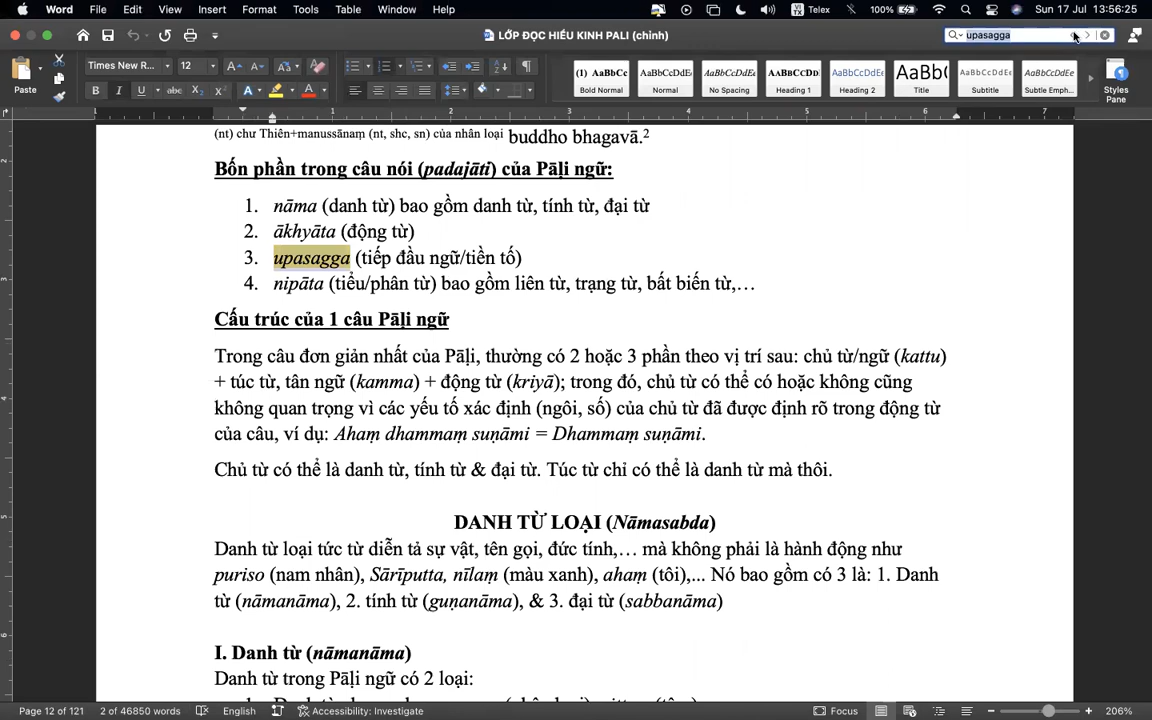 Word File Edit View Insert Format Tools Table Window Help Telex 100% Sun 17 Jul 13:56:25
LỚP ĐỌC HIỂU KINH PALI (chinh) upasagga
Times New R... 12
Paste
AaBbCc AaBbCcDdE AaBbCcDdEe AaBbCcDD AaBbCcDdEe AaBb( AaBbCcDdE AaBbCcDdEe
Bold Normal Normal No Spacing Heading 1 Heading 2 Title Subtitle Subtle Emph... Styles Pane
(nt) chư Thiên+manussānaṃ (nt, shc, sn) của nhân loại buddho bhagavā.2
Bốn phần trong câu nói (padajāti) của Pāḷi ngữ:
1. nāma (danh từ) bao gồm danh từ, tính từ, đại từ
2. ākhyāta (động từ)
3. upasagga (tiếp đầu ngữ/tiền tố)
4. nipāta (tiểu/phân từ) bao gồm liên từ, trạng từ, bất biến từ,…
Cấu trúc của 1 câu Pāḷi ngữ
Trong câu đơn giản nhất của Pāḷi, thường có 2 hoặc 3 phần theo vị trí sau: chủ từ/ngữ (kattu)
+ túc từ, tân ngữ (kamma) + động từ (kriyā); trong đó, chủ từ có thể có hoặc không cũng
không quan trọng vì các yếu tố xác định (ngôi, số) của chủ từ đã được định rõ trong động từ
của câu, ví dụ: Ahaṃ dhammaṃ suṇāmi = Dhammaṃ suṇāmi.
Chủ từ có thể là danh từ, tính từ & đại từ. Túc từ chỉ có thể là danh từ mà thôi.
DANH TỪ LOẠI (Nāmasabda)
Danh từ loại tức từ diễn tả sự vật, tên gọi, đức tính,… mà không phải là hành động như
puriso (nam nhân), Sārīputta, nīlaṃ (màu xanh), ahaṃ (tôi),... Nó bao gồm có 3 là: 1. Danh
từ (nāmanāma), 2. tính từ (guṇanāma), & 3. đại từ (sabbanāma)
I. Danh từ (nāmanāma)
Danh từ trong Pāḷi ngữ có 2 loại:
Page 12 of 121 2 of 46850 words English Accessibility: Investigate Focus 206%